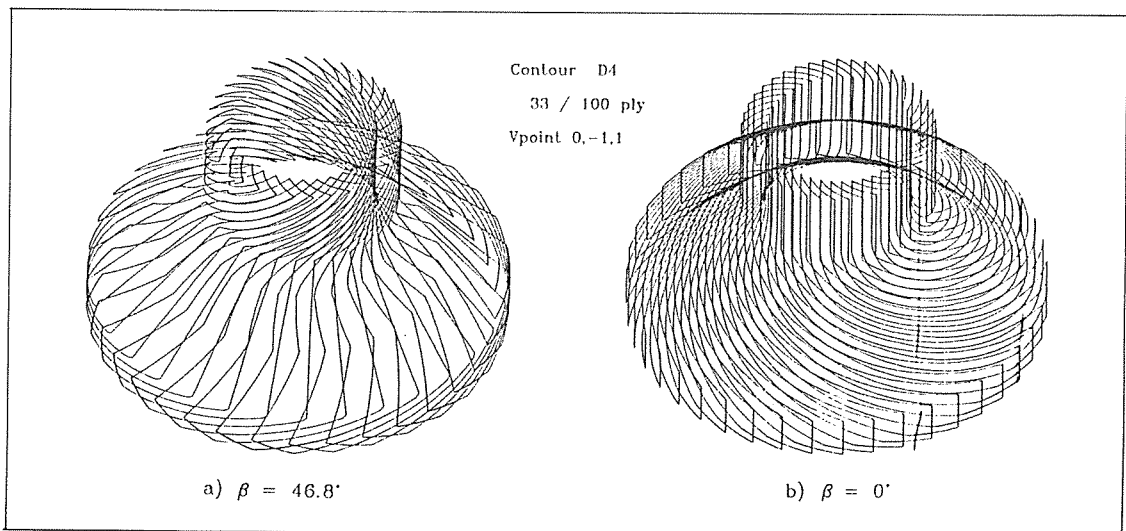 Contour D4
33 / 100 ply
Vpoint 0,-1,1
a) β = 46.8°
b) β = 0°